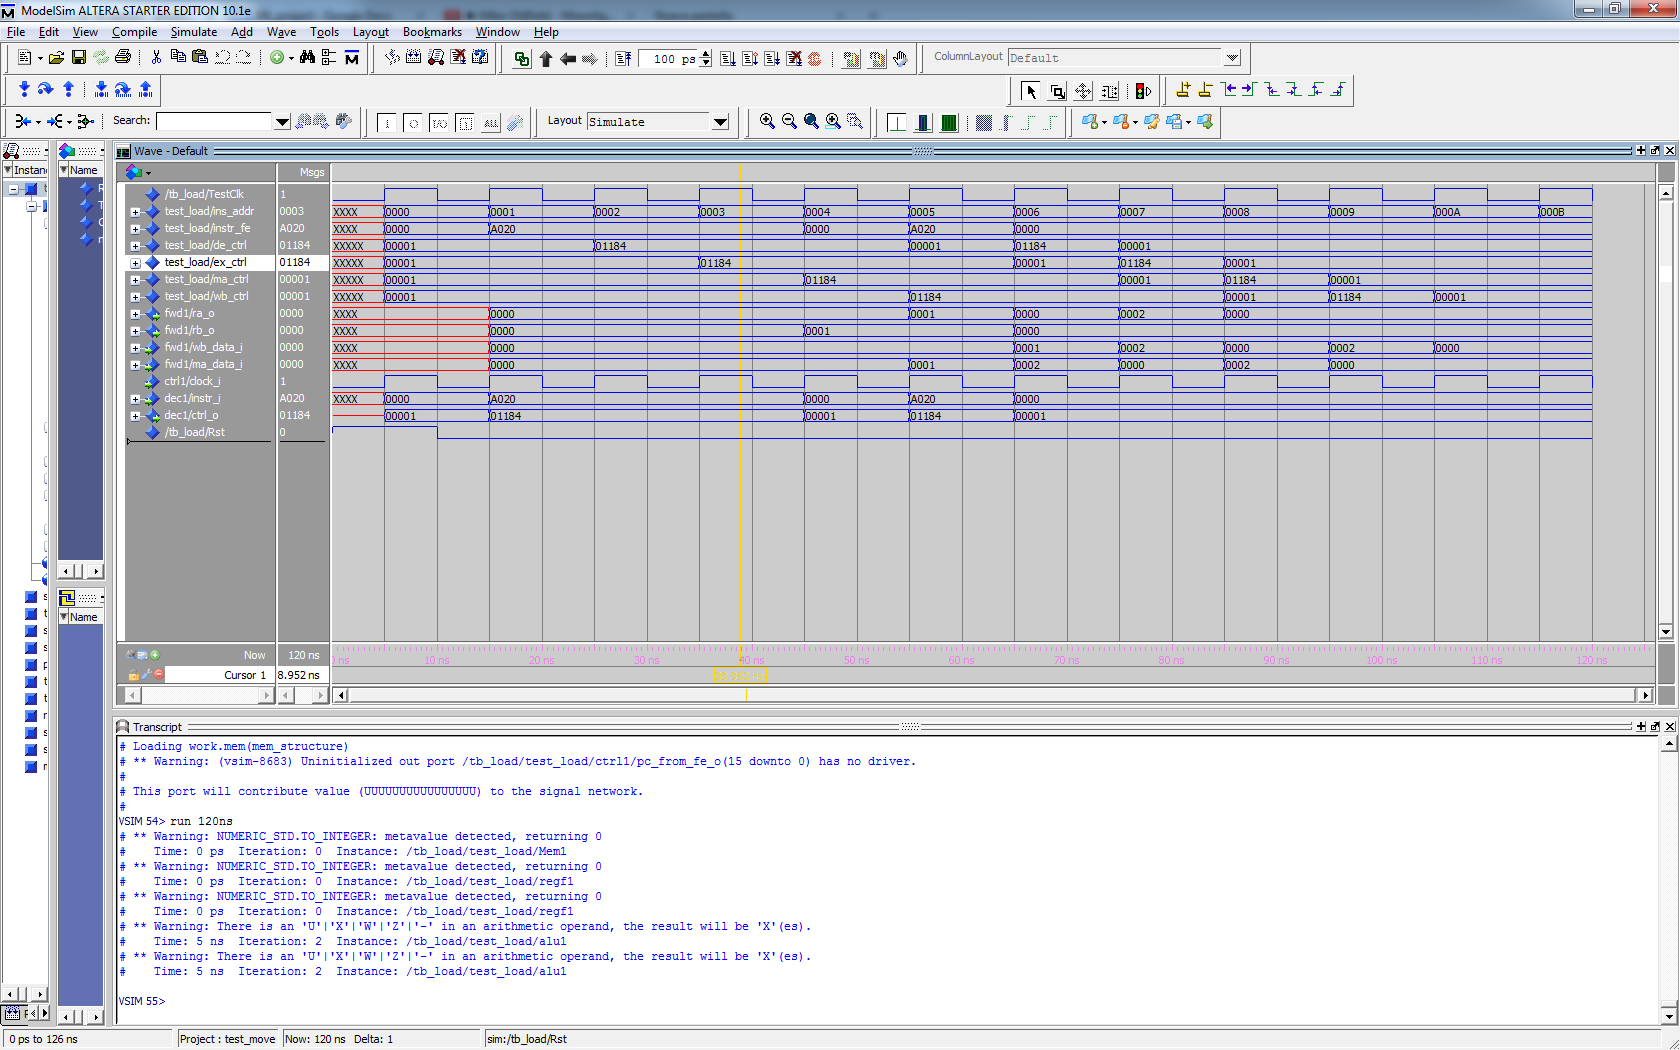 ModelSim ALTERA STARTER EDITION 10.1e
File Edit View Compile Simulate Add Wave Tools Layout Bookmarks Window Help
100 ps
ColumnLayout Default
Search:
Layout Simulate
Instance
Name
Wave - Default
Msgs
/tb_load/TestClk 1
test_load/ins_addr 0003 XXXX 0000 0001 0002 0003 0004 0005 0006 0007 0008 0009 000A 000B
test_load/instr_fe A020 XXXX 0000 A020 0000 A020 0000
test_load/de_ctrl 01184 XXXXX 00001 01184 00001 01184 00001
test_load/ex_ctrl 01184 XXXXX 00001 01184 00001 01184 00001
test_load/ma_ctrl 00001 XXXXX 00001 01184 00001 01184 00001
test_load/wb_ctrl 00001 XXXXX 00001 01184 00001 01184 00001
fwd1/ra_o 0000 XXXX 0000 0001 0000 0002 0000
fwd1/rb_o 0000 XXXX 0000 0001 0000
fwd1/wb_data_i 0000 XXXX 0000 0001 0002 0000 0002 0000
fwd1/ma_data_i 0000 XXXX 0000 0001 0002 0000 0002 0000
ctrl1/clock_i 1
dec1/instr_i A020 XXXX 0000 A020 0000 A020 0000
dec1/ctrl_o 01184 00001 01184 00001 01184 00001
/tb_load/Rst 0
Now 120 ns ns 10 ns 20 ns 30 ns 40 ns 50 ns 60 ns 70 ns 80 ns 90 ns 100 ns 110 ns 120 ns
Cursor 1 8.952 ns
Name
Transcript
# Loading work.mem(mem_structure)
# ** Warning: (vsim-8683) Uninitialized out port /tb_load/test_load/ctrl1/pc_from_fe_o(15 downto 0) has no driver.
#
# This port will contribute value (UUUUUUUUUUUUUUUU) to the signal network.
#
VSIM 54> run 120ns
# ** Warning: NUMERIC_STD.TO_INTEGER: metavalue detected, returning 0
# Time: 0 ps Iteration: 0 Instance: /tb_load/test_load/Mem1
# ** Warning: NUMERIC_STD.TO_INTEGER: metavalue detected, returning 0
# Time: 0 ps Iteration: 0 Instance: /tb_load/test_load/regf1
# ** Warning: NUMERIC_STD.TO_INTEGER: metavalue detected, returning 0
# Time: 0 ps Iteration: 0 Instance: /tb_load/test_load/regf1
# ** Warning: There is an 'U'|'X'|'W'|'Z'|'-' in an arithmetic operand, the result will be 'X'(es).
# Time: 5 ns Iteration: 2 Instance: /tb_load/test_load/alu1
# ** Warning: There is an 'U'|'X'|'W'|'Z'|'-' in an arithmetic operand, the result will be 'X'(es).
# Time: 5 ns Iteration: 2 Instance: /tb_load/test_load/alu1
VSIM 55>
0 ps to 126 ns Project : test_move Now: 120 ns Delta: 1 sim:/tb_load/Rst